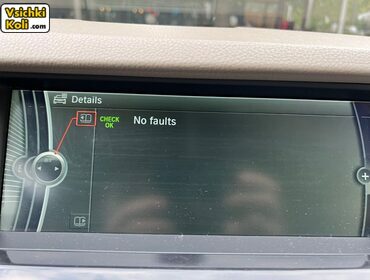 Vsichki
Koli.com
Details
CHECK
OK
No faults